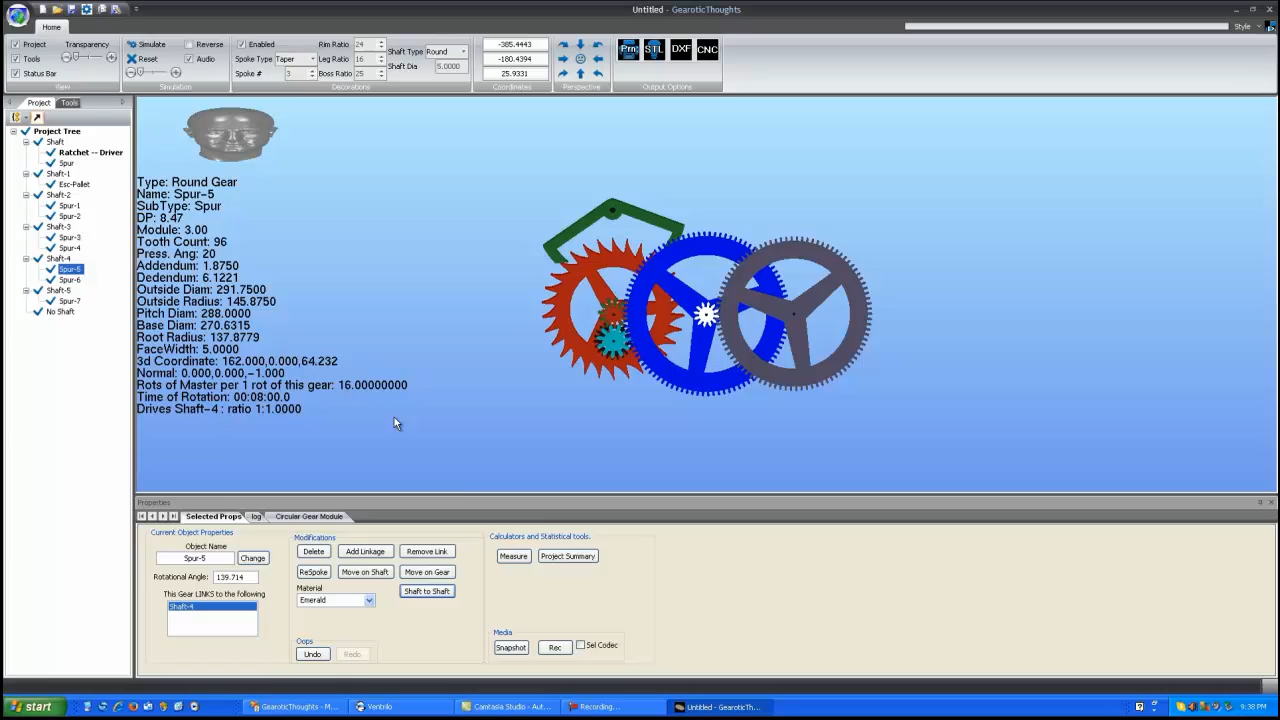 Untitled - GearoticThoughts
Home
Style
Project
Transparency
Tools
Status Bar
View
Simulate
Reverse
Reset
Audio
Simulation
Enabled
Rim Ratio
24
Shaft Type
Round
Spoke Type
Taper
Leg Ratio
16
Shaft Dia
5.0000
Spoke #
3
Boss Ratio
25
Decorations
-385.4443
-180.4394
25.9331
Coordinates
Perspective
Prn
STL
DXF
CNC
Output Options
Project
Tools
Project Tree
Shaft
Ratchet -- Driver
Spur
Shaft-1
Esc-Pallet
Shaft-2
Spur-1
Spur-2
Shaft-3
Spur-3
Spur-4
Shaft-4
Spur-5
Spur-6
Shaft-5
Spur-7
No Shaft
Type: Round Gear
Name: Spur-5
SubType: Spur
DP: 8.47
Module: 3.00
Tooth Count: 96
Press. Ang: 20
Addendum: 1.8750
Dedendum: 6.1221
Outside Diam: 291.7500
Outside Radius: 145.8750
Pitch Diam: 288.0000
Base Diam: 270.6315
Root Radius: 137.8779
FaceWidth: 5.0000
3d Coordinate: 162.000,0.000,64.232
Normal: 0.000,0.000,-1.000
Rots of Master per 1 rot of this gear: 16.00000000
Time of Rotation: 00:08:00.0
Drives Shaft-4 : ratio 1:1.0000
Properties
Selected Props
log
Circular Gear Module
Current Object Properties
Object Name
Spur-5
Change
Rotational Angle:
139.714
This Gear LINKS to the following
Shaft-4
Modifications
Delete
Add Linkage
Remove Link
ReSpoke
Move on Shaft
Move on Gear
Material
Emerald
Shaft to Shaft
Oops
Undo
Redo
Calculators and Statistical tools.
Measure
Project Summary
Media
Snapshot
Rec
Sel Codec
start
GearoticThoughts - M...
Ventrilo
Camtasia Studio - Aut...
Recording...
Untitled - GearoticTh...
9:38 PM